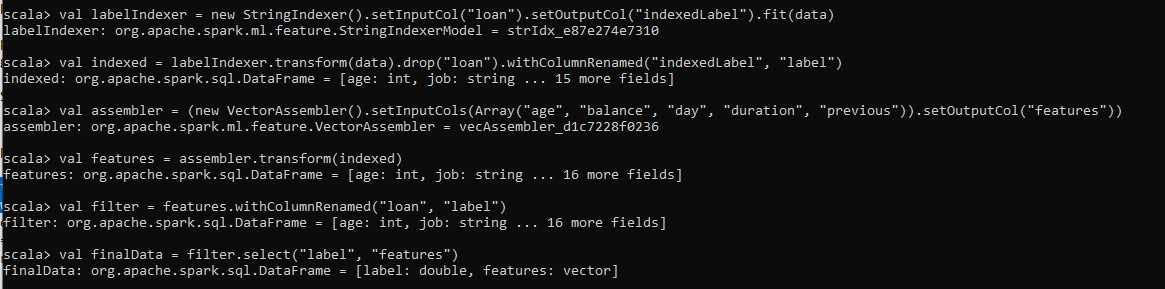 scala> val labelIndexer = new StringIndexer().setInputCol("loan").setOutputCol("indexedLabel").fit(data)
labelIndexer: org.apache.spark.ml.feature.StringIndexerModel = strIdx_e87e274e7310
scala> val indexed = labelIndexer.transform(data).drop("loan").withColumnRenamed("indexedLabel", "label")
indexed: org.apache.spark.sql.DataFrame = [age: int, job: string ... 15 more fields]
scala> val assembler = (new VectorAssembler().setInputCols(Array("age", "balance", "day", "duration", "previous")).setOutputCol("features"))
assembler: org.apache.spark.ml.feature.VectorAssembler = vecAssembler_d1c7228f0236
scala> val features = assembler.transform(indexed)
features: org.apache.spark.sql.DataFrame = [age: int, job: string ... 16 more fields]
scala> val filter = features.withColumnRenamed("loan", "label")
filter: org.apache.spark.sql.DataFrame = [age: int, job: string ... 16 more fields]
scala> val finalData = filter.select("label", "features")
finalData: org.apache.spark.sql.DataFrame = [label: double, features: vector]